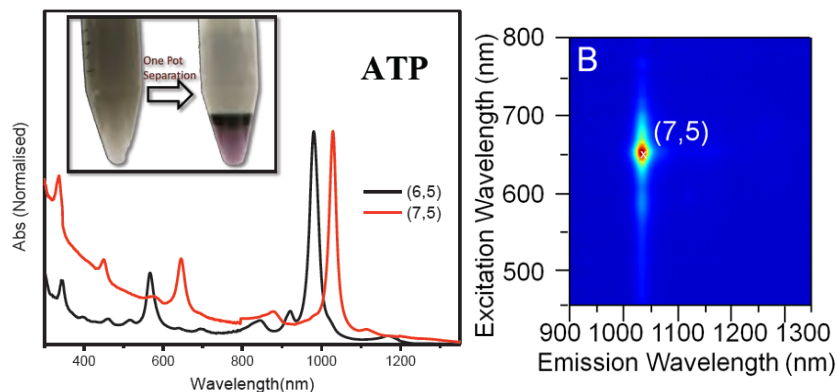 One Pot
Separation
ATP
Abs (Normalised)
(6,5)
(7,5)
400 600 800 1000 1200
Wavelength(nm)
B
(7,5)
Excitation Wavelength (nm)
800
700
600
500
900 1000 1100 1200 1300
Emission Wavelength (nm)